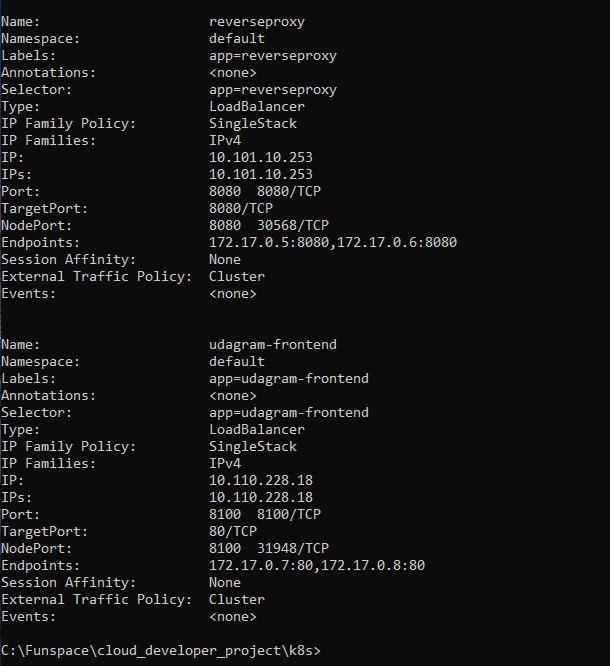 Name:                     reverseproxy
Namespace:                default
Labels:                   app=reverseproxy
Annotations:              <none>
Selector:                 app=reverseproxy
Type:                     LoadBalancer
IP Family Policy:         SingleStack
IP Families:              IPv4
IP:                       10.101.10.253
IPs:                      10.101.10.253
Port:                     8080  8080/TCP
TargetPort:               8080/TCP
NodePort:                 8080  30568/TCP
Endpoints:                172.17.0.5:8080,172.17.0.6:8080
Session Affinity:         None
External Traffic Policy:  Cluster
Events:                   <none>
Name:                     udagram-frontend
Namespace:                default
Labels:                   app=udagram-frontend
Annotations:              <none>
Selector:                 app=udagram-frontend
Type:                     LoadBalancer
IP Family Policy:         SingleStack
IP Families:              IPv4
IP:                       10.110.228.18
IPs:                      10.110.228.18
Port:                     8100  8100/TCP
TargetPort:               80/TCP
NodePort:                 8100  31948/TCP
Endpoints:                172.17.0.7:80,172.17.0.8:80
Session Affinity:         None
External Traffic Policy:  Cluster
Events:                   <none>
C:\Funspace\cloud_developer_project\k8s>